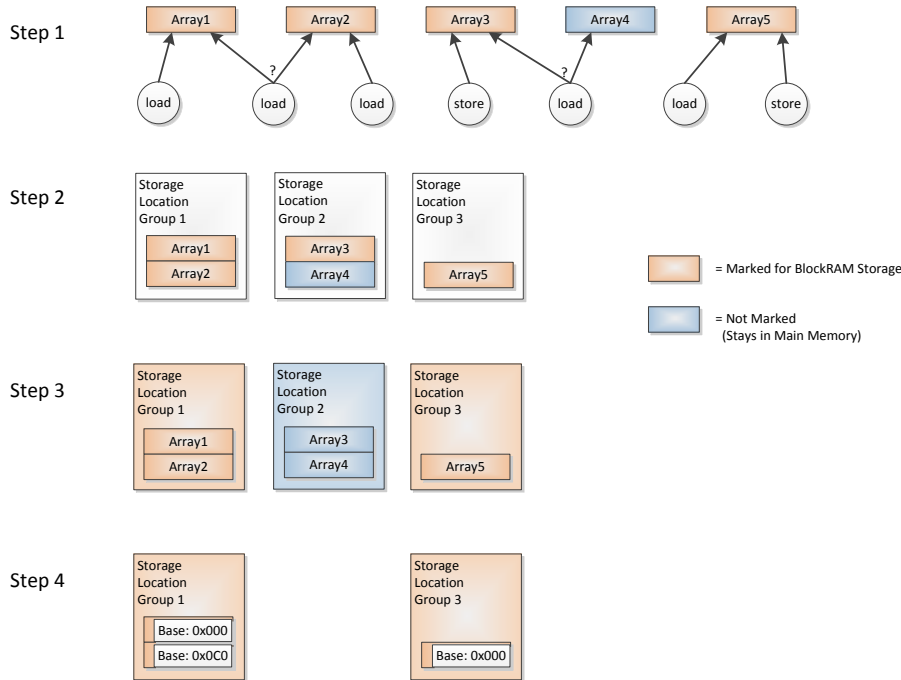 Step 1
Array1
Array2
Array3
Array4
Array5
?
?
load
load
load
store
load
load
store
Step 2
Storage
Location
Group 1
Array1
Array2
Storage
Location
Group 2
Array3
Array4
Storage
Location
Group 3
Array5
= Marked for BlockRAM Storage
= Not Marked
(Stays in Main Memory)
Step 3
Storage
Location
Group 1
Array1
Array2
Storage
Location
Group 2
Array3
Array4
Storage
Location
Group 3
Array5
Step 4
Storage
Location
Group 1
Base: 0x000
Base: 0x0C0
Storage
Location
Group 3
Base: 0x000